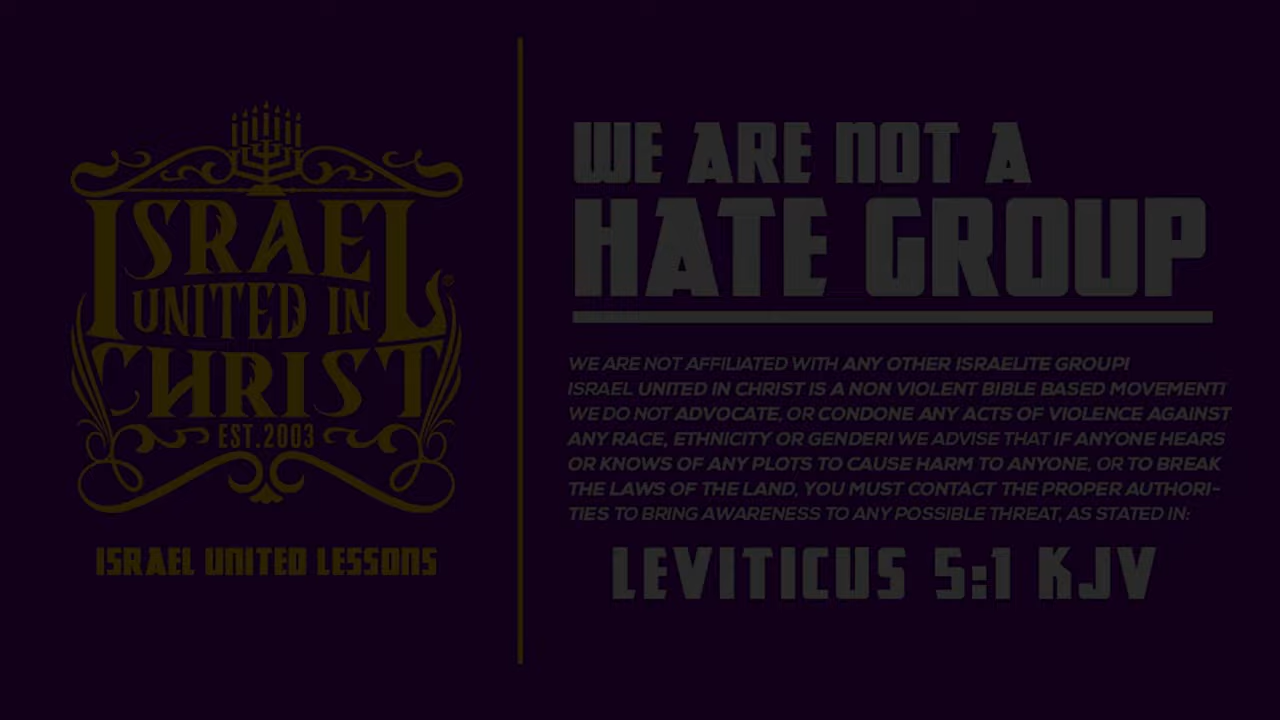 ISRAEL
UNITED IN
CHRIST®
EST.2003
ISRAEL UNITED LESSONS
WE ARE NOT A
HATE GROUP
WE ARE NOT AFFILIATED WITH ANY OTHER ISRAELITE GROUP!
ISRAEL UNITED IN CHRIST IS A NON VIOLENT BIBLE BASED MOVEMENT!
WE DO NOT ADVOCATE, OR CONDONE ANY ACTS OF VIOLENCE AGAINST
ANY RACE, ETHNICITY OR GENDER! WE ADVISE THAT IF ANYONE HEARS
OR KNOWS OF ANY PLOTS TO CAUSE HARM TO ANYONE, OR TO BREAK
THE LAWS OF THE LAND, YOU MUST CONTACT THE PROPER AUTHORI-
TIES TO BRING AWARENESS TO ANY POSSIBLE THREAT, AS STATED IN:
LEVITICUS 5:1 KJV